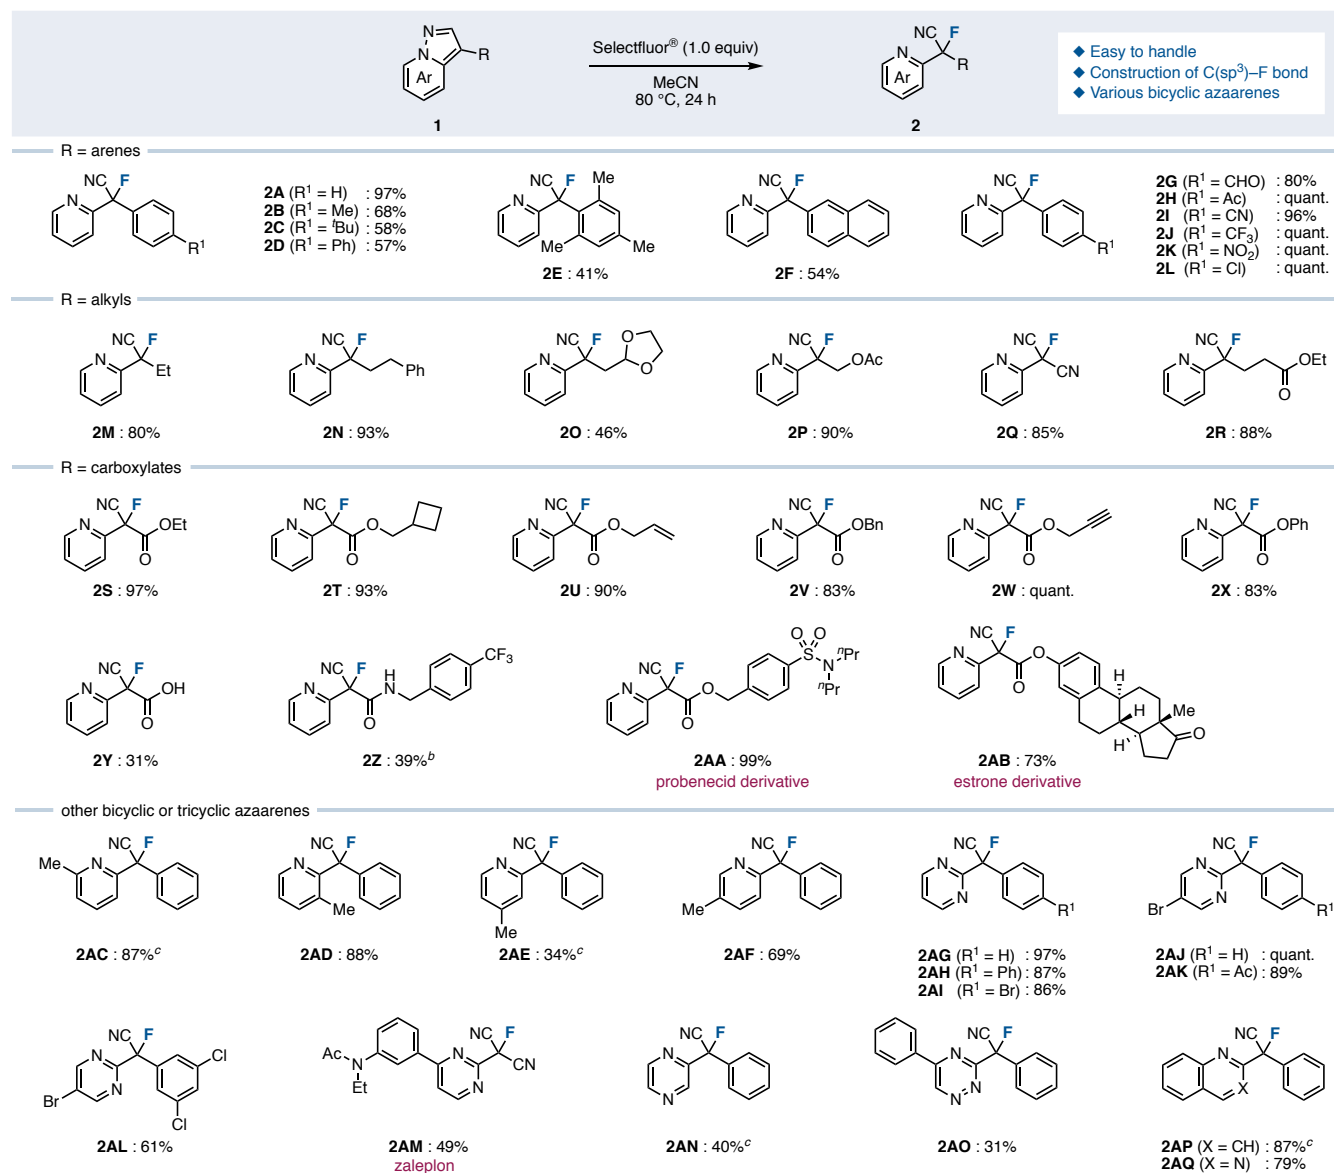 N
N
Ar
R
1
Selectfluor® (1.0 equiv)
MeCN
80 °C, 24 h
NC F
N
Ar
R
2
◆ Easy to handle
◆ Construction of C(sp³)–F bond
◆ Various bicyclic azaarenes
R = arenes
NC F
N
R¹
2A (R¹ = H) : 97%
2B (R¹ = Me) : 68%
2C (R¹ = ᵗBu) : 58%
2D (R¹ = Ph) : 57%
NC F Me
N
Me Me
2E : 41%
NC F
N
2F : 54%
NC F
N
R¹
2G (R¹ = CHO) : 80%
2H (R¹ = Ac) : quant.
2I (R¹ = CN) : 96%
2J (R¹ = CF₃) : quant.
2K (R¹ = NO₂) : quant.
2L (R¹ = Cl) : quant.
R = alkyls
NC F
N
Et
2M : 80%
NC F
N
Ph
2N : 93%
NC F O
N
O
2O : 46%
NC F
N OAc
2P : 90%
NC F
N
CN
2Q : 85%
NC F
N OEt
O
2R : 88%
R = carboxylates
NC F
N OEt
O
2S : 97%
NC F
N O
O
2T : 93%
NC F
N O
O
2U : 90%
NC F
N OBn
O
2V : 83%
NC F
N O
O
2W : quant.
NC F
N OPh
O
2X : 83%
NC F
N OH
O
2Y : 31%
NC F H CF₃
N N
O
2Z : 39%ᵇ
O O
S ⁿPr
N
NC F ⁿPr
N O
O
2AA : 99%
probenecid derivative
NC F
N O
O
H H Me
H O
2AB : 73%
estrone derivative
other bicyclic or tricyclic azaarenes
NC F
Me N
2AC : 87%ᶜ
NC F
N
Me
2AD : 88%
NC F
N
Me
2AE : 34%ᶜ
NC F
N
Me
2AF : 69%
NC F
N
N
R¹
2AG (R¹ = H) : 97%
2AH (R¹ = Ph) : 87%
2AI (R¹ = Br) : 86%
NC F
N
N
Br R¹
2AJ (R¹ = H) : quant.
2AK (R¹ = Ac) : 89%
NC F
N Cl
N
Br Cl
2AL : 61%
NC F
Ac N N CN
Et N
2AM : 49%
zaleplon
NC F
N
N
2AN : 40%ᶜ
NC F
N
N N
2AO : 31%
NC F
N
X
2AP (X = CH) : 87%ᶜ
2AQ (X = N) : 79%